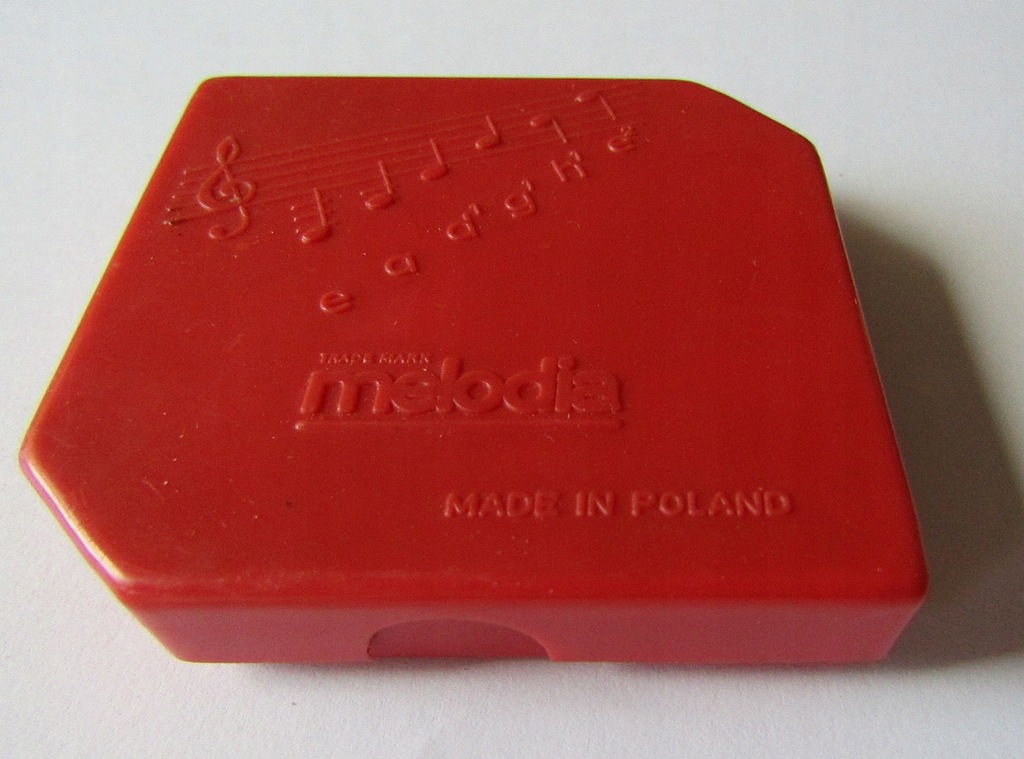 e a d' g' h' e²
TRADE MARK
melodia
MADE IN POLAND